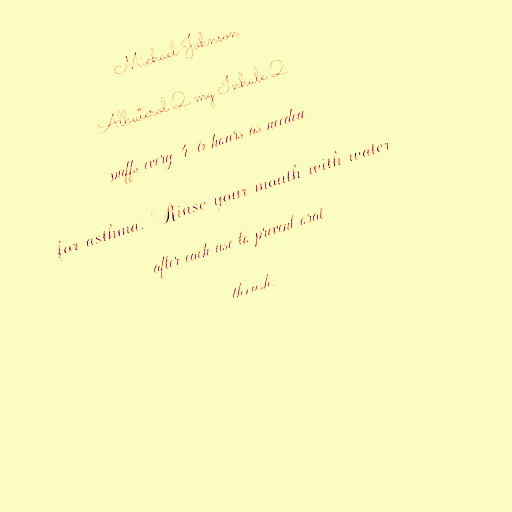 Michael Johnson
Albuterol 2 mg Inhale 2
puffs every 4-6 hours as needed
for asthma. Rinse your mouth with water
after each use to prevent oral
thrush.